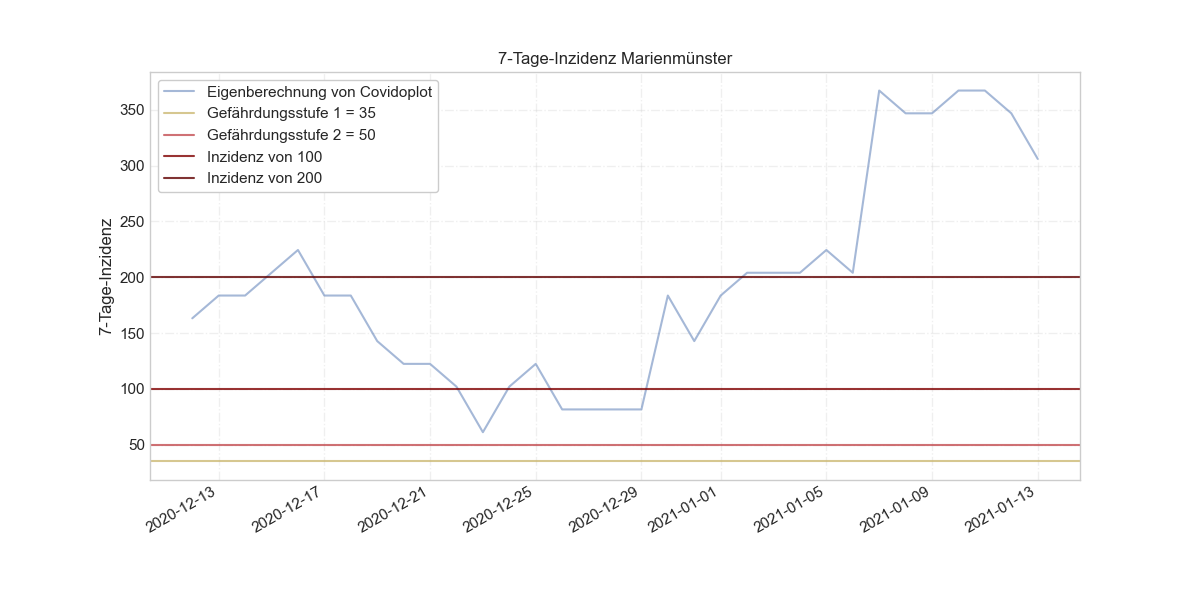 7-Tage-Inzidenz Marienmünster
Eigenberechnung von Covidoplot
Gefährdungsstufe 1 = 35
Gefährdungsstufe 2 = 50
Inzidenz von 100
Inzidenz von 200
7-Tage-Inzidenz
350
300
250
200
150
100
50
2020-12-13
2020-12-17
2020-12-21
2020-12-25
2020-12-29
2021-01-01
2021-01-05
2021-01-09
2021-01-13